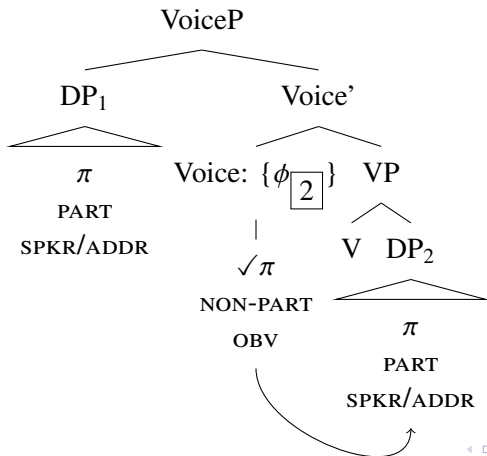 VoiceP
DP₁ Voice'
π Voice: {ϕ 2 } VP
PART
SPKR/ADDR
✓π V DP₂
NON-PART
OBV
π
PART
SPKR/ADDR